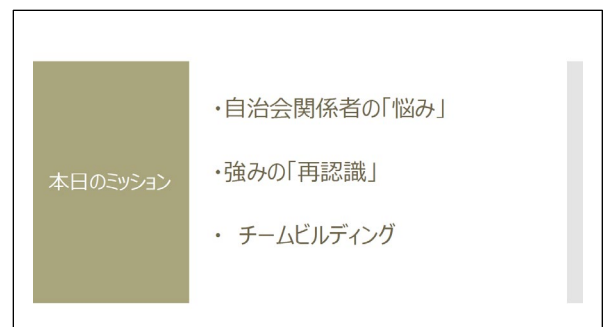 本日のミッション
・自治会関係者の「悩み」
・強みの「再認識」
・ チームビルディング